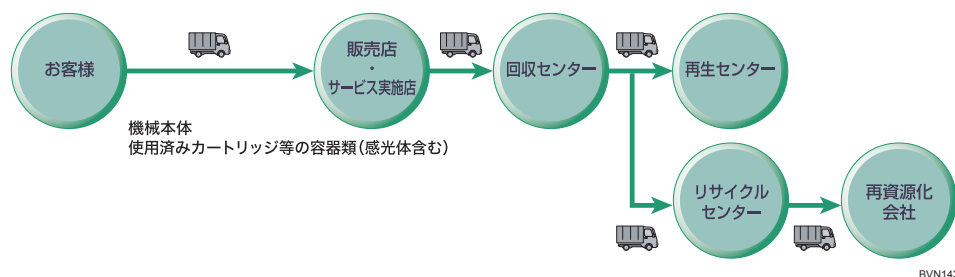 お客様
販売店
・
サービス実施店
回収センター
再生センター
機械本体
使用済みカートリッジ等の容器類（感光体含む）
リサイクル
センター
再資源化
会社